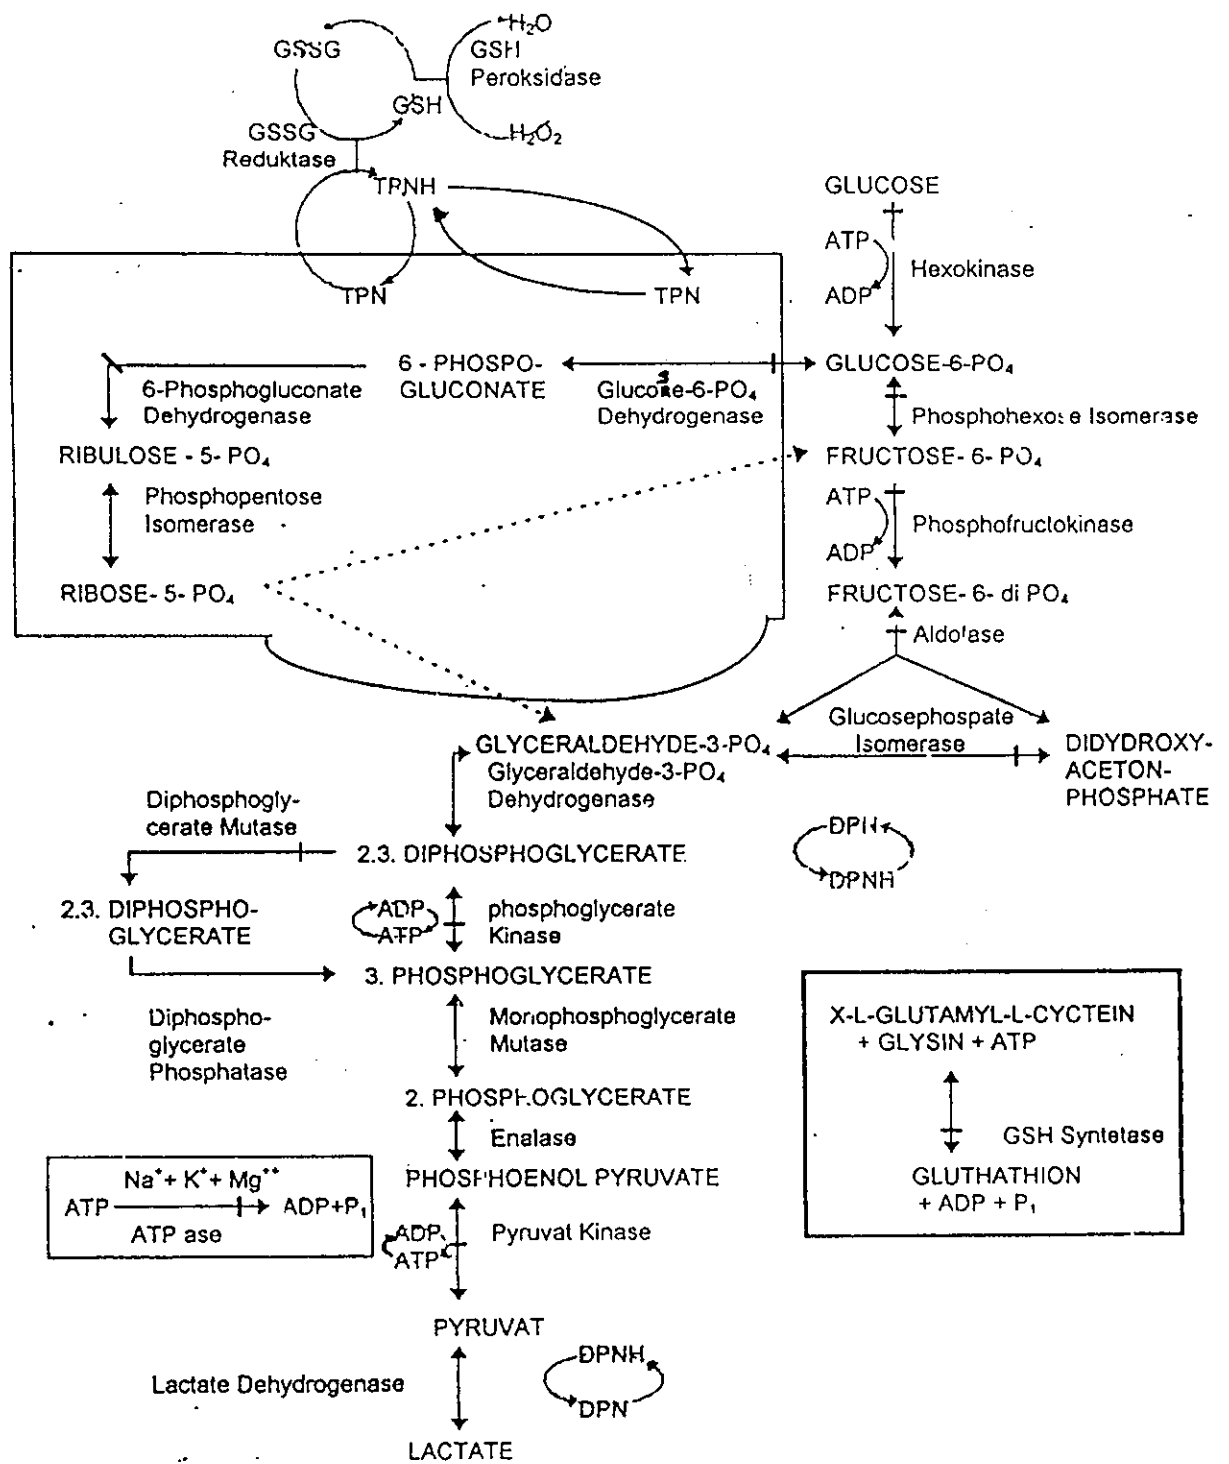 H₂O
GSSG
GSH
Peroksidase
GSH
GSSG
Reduktase
H₂O₂
TPNH
TPN
TPN
GLUCOSE
ATP
ADP
Hexokinase
6 - PHOSPO-
GLUCONATE
Glucose-6-PO₄
Dehydrogenase
GLUCOSE-6-PO₄
6-Phosphogluconate
Dehydrogenase
Phosphohexose Isomerase
RIBULOSE - 5- PO₄
FRUCTOSE- 6- PO₄
Phosphopentose
Isomerase
ATP
ADP
Phosphofructokinase
RIBOSE- 5- PO₄
FRUCTOSE- 6- di PO₄
Aldolase
Glucosephospate
Isomerase
GLYCERALDEHYDE-3-PO₄
Glyceraldehyde-3-PO₄
Dehydrogenase
DIDYDROXY-
ACETON-
PHOSPHATE
Diphosphogly-
cerate Mutase
DPN
DPNH
2.3. DIPHOSPHOGLYCERATE
2.3. DIPHOSPHO-
GLYCERATE
ADP
ATP
phosphoglycerate
Kinase
3. PHOSPHOGLYCERATE
Diphospho-
glycerate
Phosphatase
Monophosphoglycerate
Mutase
X-L-GLUTAMYL-L-CYCTEIN
+ GLYSIN + ATP
GSH Syntetase
GLUTHATHION
+ ADP + P₁
2. PHOSPHOGLYCERATE
Enalase
PHOSPHOENOL PYRUVATE
Na⁺+ K⁺+ Mg⁺⁺
ATP
ADP+P₁
ATP ase
ADP
ATP
Pyruvat Kinase
PYRUVAT
Lactate Dehydrogenase
DPNH
DPN
LACTATE